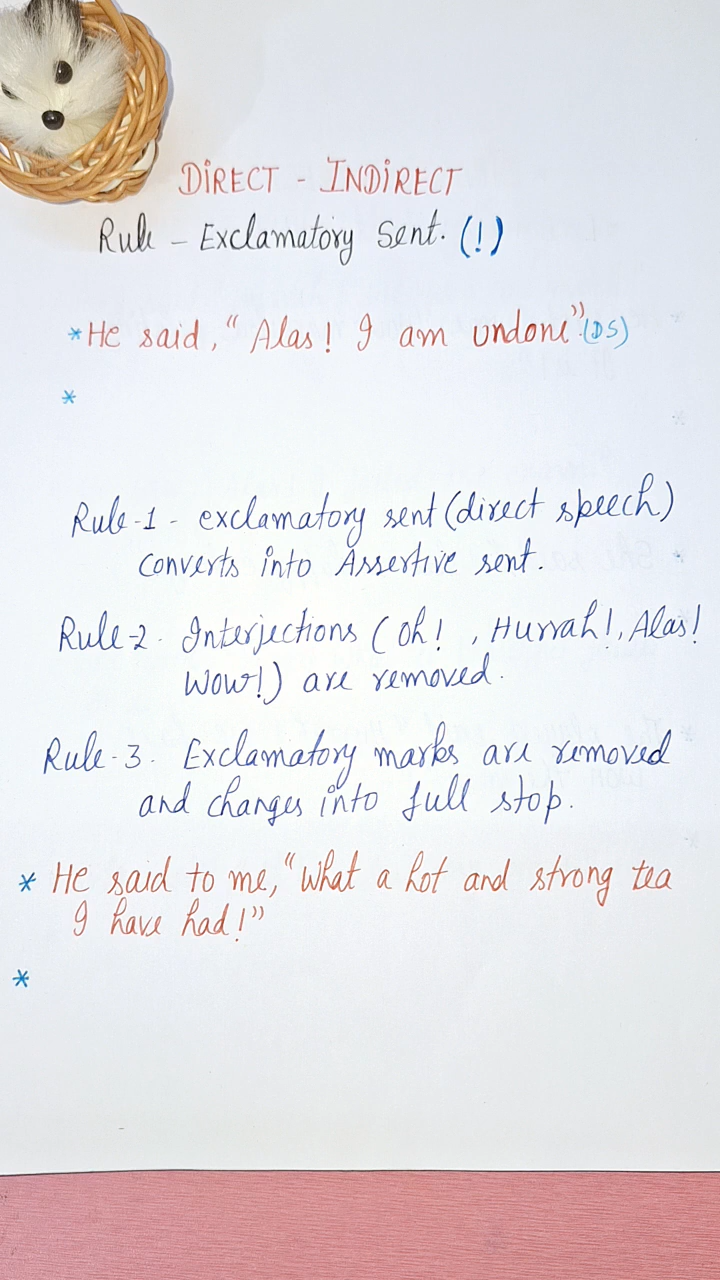 DIRECT - INDIRECT
Rule - Exclamatory Sent. (!)
*He said, "Alas! I am undone". (DS)
*
Rule-1 - exclamatory sent (direct speech)
converts into Assertive sent.
Rule-2. Interjections (Oh! , Hurrah!, Alas!
Wow!) are removed.
Rule-3. Exclamatory marks are removed
and changes into full stop.
* He said to me, "What a hot and strong tea
I have had!"
*